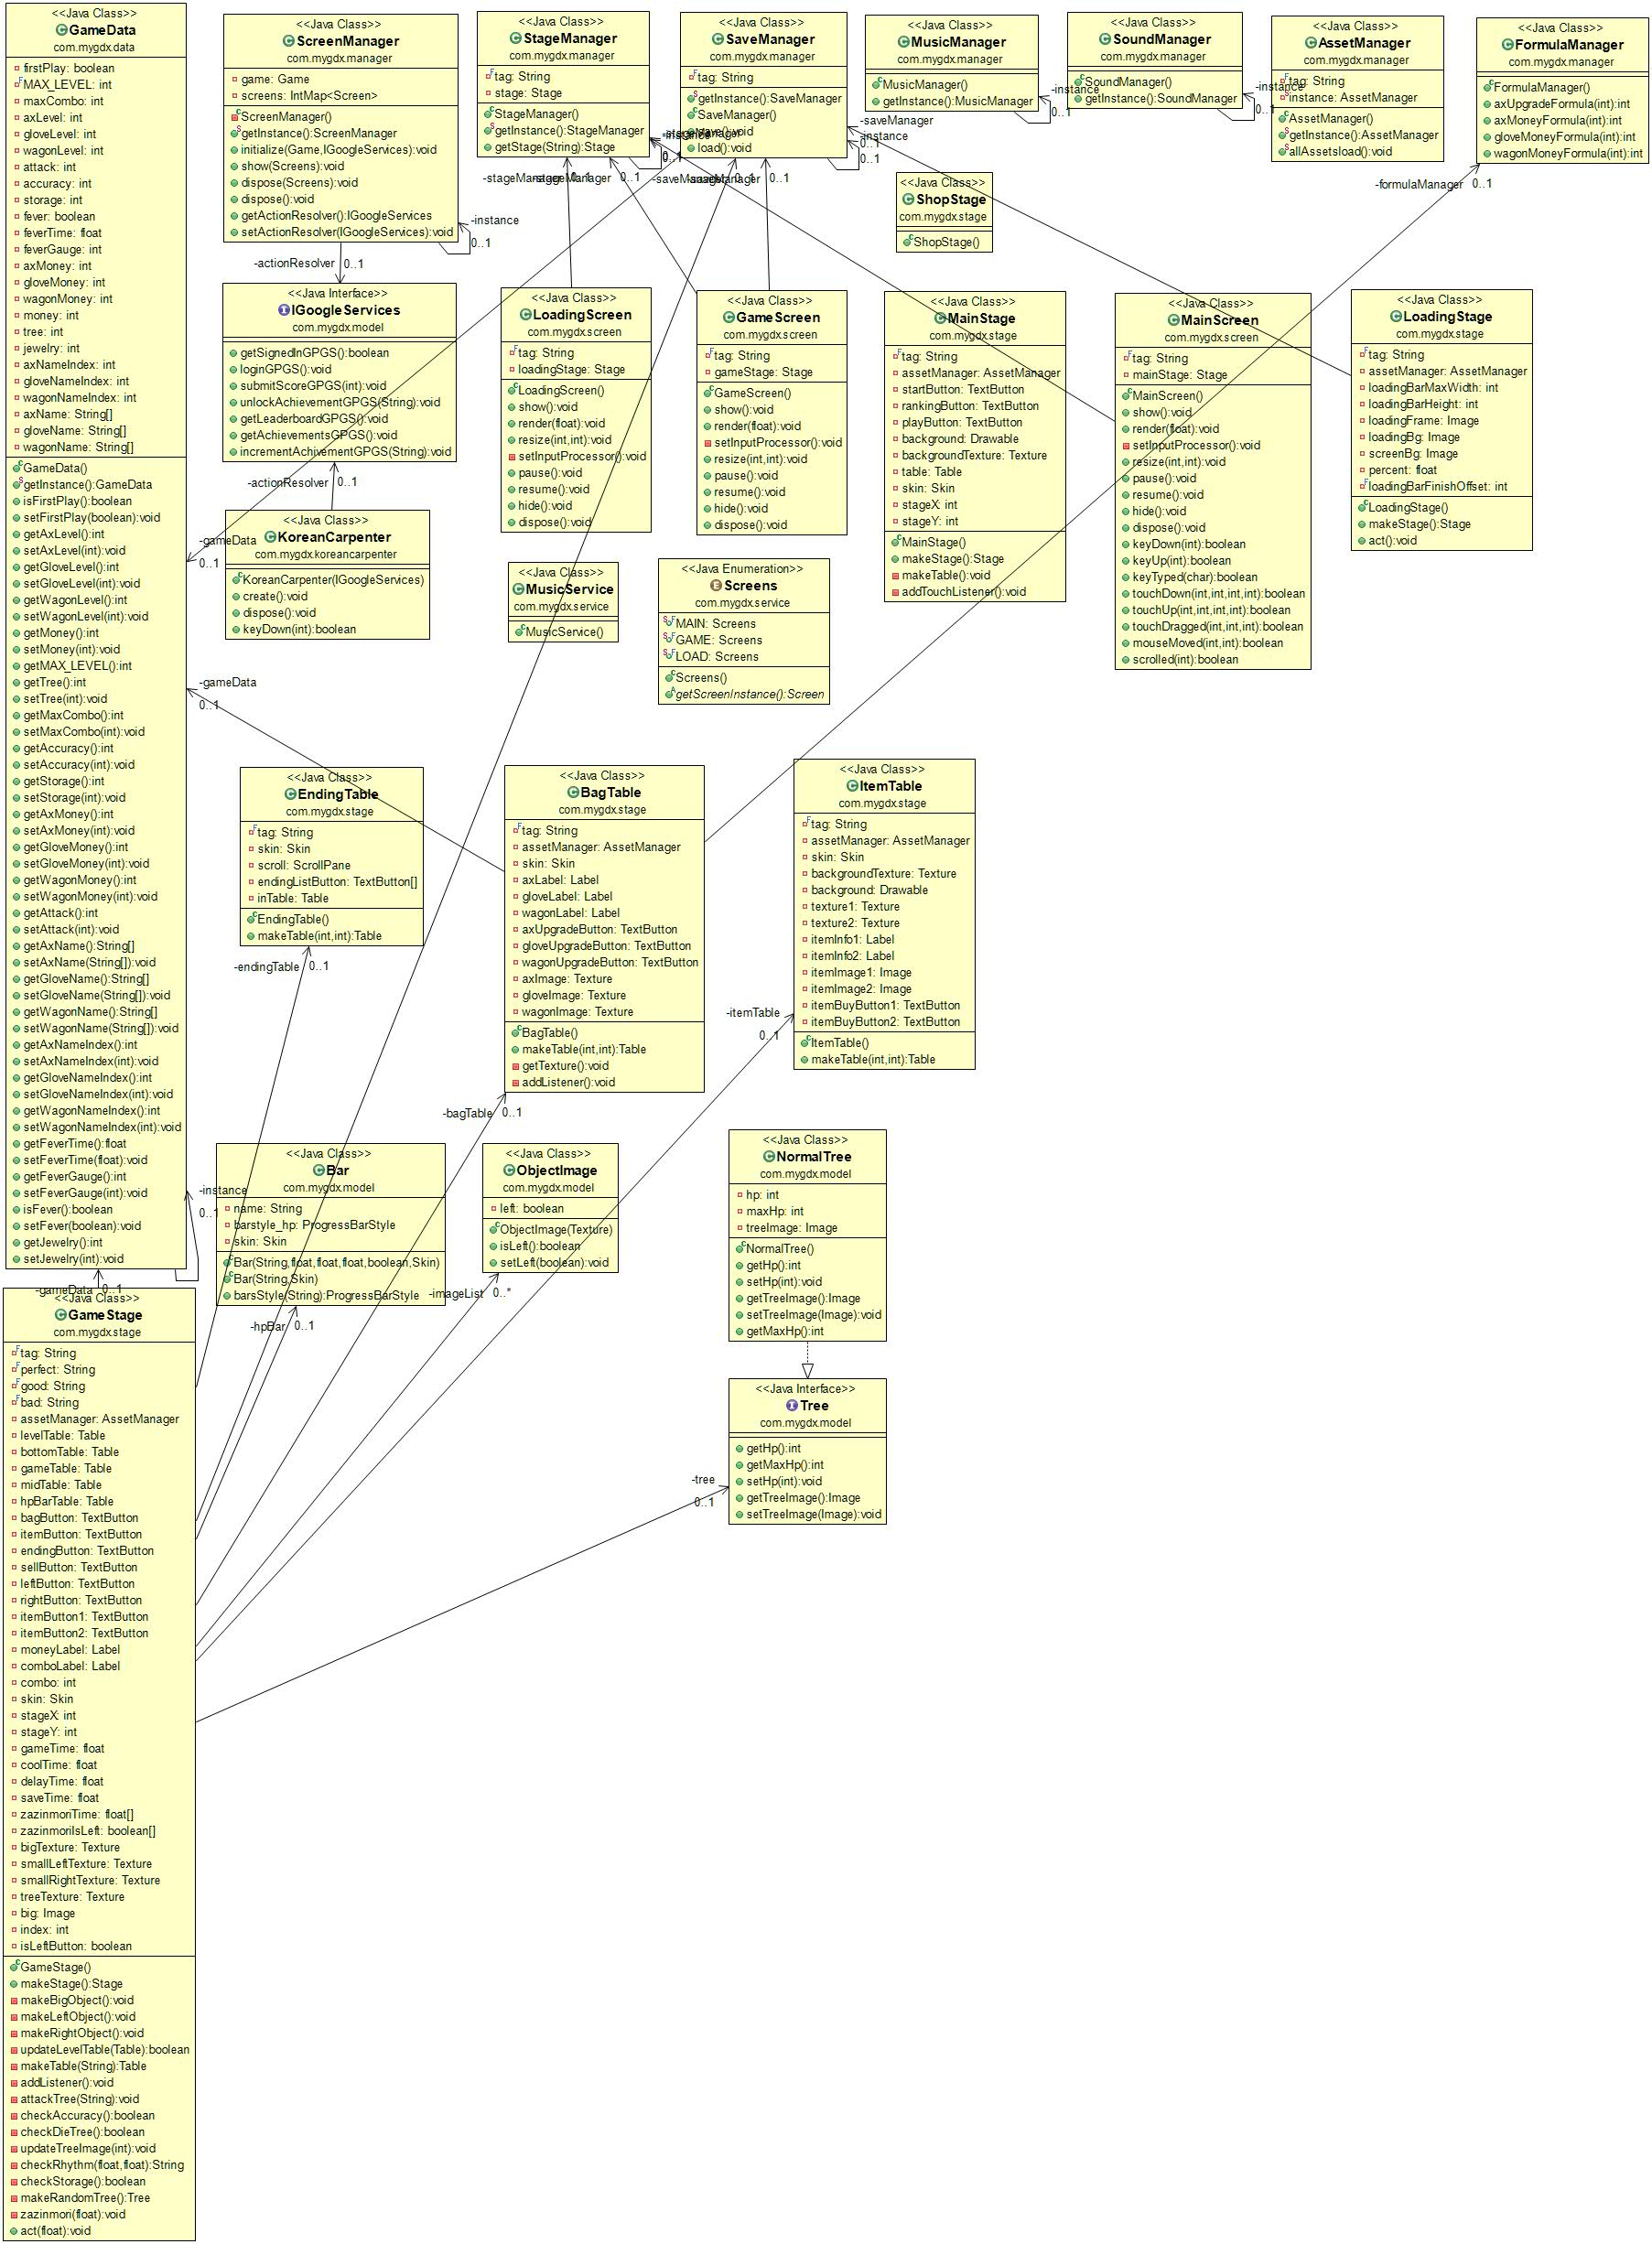 <<Java Class>>
GameData
com.mygdx.data
firstPlay: boolean
MAX_LEVEL: int
maxCombo: int
axLevel: int
gloveLevel: int
wagonLevel: int
attack: int
accuracy: int
storage: int
fever: boolean
feverTime: float
feverGauge: int
axMoney: int
gloveMoney: int
wagonMoney: int
money: int
tree: int
jewelry: int
axNameIndex: int
gloveNameIndex: int
wagonNameIndex: int
axName: String[]
gloveName: String[]
wagonName: String[]
GameData()
getInstance():GameData
isFirstPlay():boolean
setFirstPlay(boolean):void
getAxLevel():int
setAxLevel(int):void
getGloveLevel():int
setGloveLevel(int):void
getWagonLevel():int
setWagonLevel(int):void
getMoney():int
setMoney(int):void
getMAX_LEVEL():int
getTree():int
setTree(int):void
getMaxCombo():int
setMaxCombo(int):void
getAccuracy():int
setAccuracy(int):void
getStorage():int
setStorage(int):void
getAxMoney():int
setAxMoney(int):void
getGloveMoney():int
setGloveMoney(int):void
getWagonMoney():int
setWagonMoney(int):void
getAttack():int
setAttack(int):void
getAxName():String[]
setAxName(String[]):void
getGloveName():String[]
setGloveName(String[]):void
getWagonName():String[]
setWagonName(String[]):void
getAxNameIndex():int
setAxNameIndex(int):void
getGloveNameIndex():int
setGloveNameIndex(int):void
getWagonNameIndex():int
setWagonNameIndex(int):void
getFeverTime():float
setFeverTime(float):void
getFeverGauge():int
setFeverGauge(int):void
isFever():boolean
setFever(boolean):void
getJewelry():int
setJewelry(int):void
-instance
0..1
-gameData
0..1
-gameData
0..1
-gameData 0..1
<<Java Class>>
ScreenManager
com.mygdx.manager
game: Game
screens: IntMap<Screen>
ScreenManager()
getInstance():ScreenManager
initialize(Game,IGoogleServices):void
show(Screens):void
dispose(Screens):void
dispose():void
getActionResolver():IGoogleServices
setActionResolver(IGoogleServices):void
-instance
0..1
-actionResolver 0..1
<<Java Class>>
StageManager
com.mygdx.manager
tag: String
stage: Stage
StageManager()
getInstance():StageManager
getStage(String):Stage
<<Java Class>>
SaveManager
com.mygdx.manager
tag: String
getInstance():SaveManager
SaveManager()
save():void
load():void
-saveManager
-instance
0..1
0..1
0..1
0..1
<<Java Class>>
MusicManager
com.mygdx.manager
MusicManager()
getInstance():MusicManager
-instance
0..1
<<Java Class>>
SoundManager
com.mygdx.manager
SoundManager()
getInstance():SoundManager
-instance
0..1
<<Java Class>>
AssetManager
com.mygdx.manager
tag: String
instance: AssetManager
AssetManager()
getInstance():AssetManager
allAssetsload():void
<<Java Class>>
FormulaManager
com.mygdx.manager
FormulaManager()
axUpgradeFormula(int):int
axMoneyFormula(int):int
gloveMoneyFormula(int):int
wagonMoneyFormula(int):int
-formulaManager 0..1
<<Java Class>>
ShopStage
com.mygdx.stage
ShopStage()
<<Java Interface>>
IGoogleServices
com.mygdx.model
getSignedInGPGS():boolean
loginGPGS():void
submitScoreGPGS(int):void
unlockAchievementGPGS(String):void
getLeaderboardGPGS():void
getAchievementsGPGS():void
incrementAchivementGPGS(String):void
-actionResolver 0..1
<<Java Class>>
LoadingScreen
com.mygdx.screen
tag: String
loadingStage: Stage
LoadingScreen()
show():void
render(float):void
resize(int,int):void
setInputProcessor():void
pause():void
resume():void
hide():void
dispose():void
<<Java Class>>
GameScreen
com.mygdx.screen
tag: String
gameStage: Stage
GameScreen()
show():void
render(float):void
setInputProcessor():void
resize(int,int):void
pause():void
resume():void
hide():void
dispose():void
<<Java Class>>
MainStage
com.mygdx.stage
tag: String
assetManager: AssetManager
startButton: TextButton
rankingButton: TextButton
playButton: TextButton
background: Drawable
backgroundTexture: Texture
table: Table
skin: Skin
stageX: int
stageY: int
MainStage()
makeStage():Stage
makeTable():void
addTouchListener():void
<<Java Class>>
MainScreen
com.mygdx.screen
tag: String
mainStage: Stage
MainScreen()
show():void
render(float):void
setInputProcessor():void
resize(int,int):void
pause():void
resume():void
hide():void
dispose():void
keyDown(int):boolean
keyUp(int):boolean
keyTyped(char):boolean
touchDown(int,int,int,int):boolean
touchUp(int,int,int,int):boolean
touchDragged(int,int,int):boolean
mouseMoved(int,int):boolean
scrolled(int):boolean
<<Java Class>>
LoadingStage
com.mygdx.stage
tag: String
assetManager: AssetManager
loadingBarMaxWidth: int
loadingBarHeight: int
loadingFrame: Image
loadingBg: Image
screenBg: Image
percent: float
loadingBarFinishOffset: int
LoadingStage()
makeStage():Stage
act():void
<<Java Class>>
KoreanCarpenter
com.mygdx.koreancarpenter
KoreanCarpenter(IGoogleServices)
create():void
dispose():void
keyDown(int):boolean
<<Java Class>>
MusicService
com.mygdx.service
MusicService()
<<Java Enumeration>>
Screens
com.mygdx.service
MAIN: Screens
GAME: Screens
LOAD: Screens
Screens()
getScreenInstance():Screen
<<Java Class>>
EndingTable
com.mygdx.stage
tag: String
skin: Skin
scroll: ScrollPane
endingListButton: TextButton[]
inTable: Table
EndingTable()
makeTable(int,int):Table
-endingTable 0..1
<<Java Class>>
BagTable
com.mygdx.stage
tag: String
assetManager: AssetManager
skin: Skin
axLabel: Label
gloveLabel: Label
wagonLabel: Label
axUpgradeButton: TextButton
gloveUpgradeButton: TextButton
wagonUpgradeButton: TextButton
axImage: Texture
gloveImage: Texture
wagonImage: Texture
BagTable()
makeTable(int,int):Table
getTexture():void
addListener():void
-bagTable 0..1
<<Java Class>>
ItemTable
com.mygdx.stage
tag: String
assetManager: AssetManager
skin: Skin
backgroundTexture: Texture
background: Drawable
texture1: Texture
texture2: Texture
itemInfo1: Label
itemInfo2: Label
itemImage1: Image
itemImage2: Image
itemBuyButton1: TextButton
itemBuyButton2: TextButton
ItemTable()
makeTable(int,int):Table
-itemTable
0..1
<<Java Class>>
Bar
com.mygdx.model
name: String
barstyle_hp: ProgressBarStyle
skin: Skin
Bar(String,float,float,float,boolean,Skin)
Bar(String,Skin)
barsStyle(String):ProgressBarStyle
-hpBar 0..1
<<Java Class>>
ObjectImage
com.mygdx.model
left: boolean
ObjectImage(Texture)
isLeft():boolean
setLeft(boolean):void
-imageList 0..*
<<Java Class>>
NormalTree
com.mygdx.model
hp: int
maxHp: int
treeImage: Image
NormalTree()
getHp():int
setHp(int):void
getTreeImage():Image
setTreeImage(Image):void
getMaxHp():int
<<Java Interface>>
Tree
com.mygdx.model
getHp():int
getMaxHp():int
setHp(int):void
getTreeImage():Image
setTreeImage(Image):void
-tree
0..1
<<Java Class>>
GameStage
com.mygdx.stage
tag: String
perfect: String
good: String
bad: String
assetManager: AssetManager
levelTable: Table
bottomTable: Table
gameTable: Table
midTable: Table
hpBarTable: Table
bagButton: TextButton
itemButton: TextButton
endingButton: TextButton
sellButton: TextButton
leftButton: TextButton
rightButton: TextButton
itemButton1: TextButton
itemButton2: TextButton
moneyLabel: Label
comboLabel: Label
combo: int
skin: Skin
stageX: int
stageY: int
gameTime: float
coolTime: float
delayTime: float
saveTime: float
zazinmoriTime: float[]
zazinmoriIsLeft: boolean[]
bigTexture: Texture
smallLeftTexture: Texture
smallRightTexture: Texture
treeTexture: Texture
big: Image
index: int
isLeftButton: boolean
GameStage()
makeStage():Stage
makeBigObject():void
makeLeftObject():void
makeRightObject():void
updateLevelTable(Table):boolean
makeTable(String):Table
addListener():void
attackTree(String):void
checkAccuracy():boolean
checkDieTree():boolean
updateTreeImage(int):void
checkRhythm(float,float):String
checkStorage():boolean
makeRandomTree():Tree
zazinmori(float):void
act(float):void